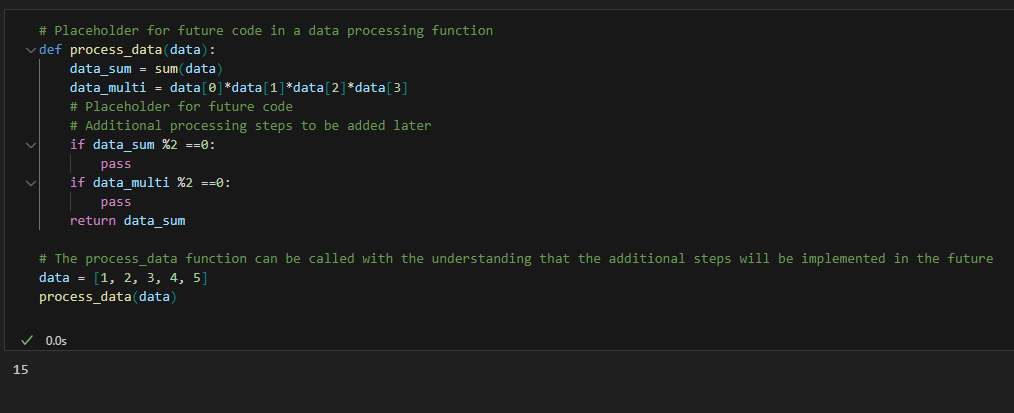 # Placeholder for future code in a data processing function
def process_data(data):
    data_sum = sum(data)
    data_multi = data[0]*data[1]*data[2]*data[3]
    # Placeholder for future code
    # Additional processing steps to be added later
    if data_sum %2 ==0:
        pass
    if data_multi %2 ==0:
        pass
    return data_sum
# The process_data function can be called with the understanding that the additional steps will be implemented in the future
data = [1, 2, 3, 4, 5]
process_data(data)
0.0s
15